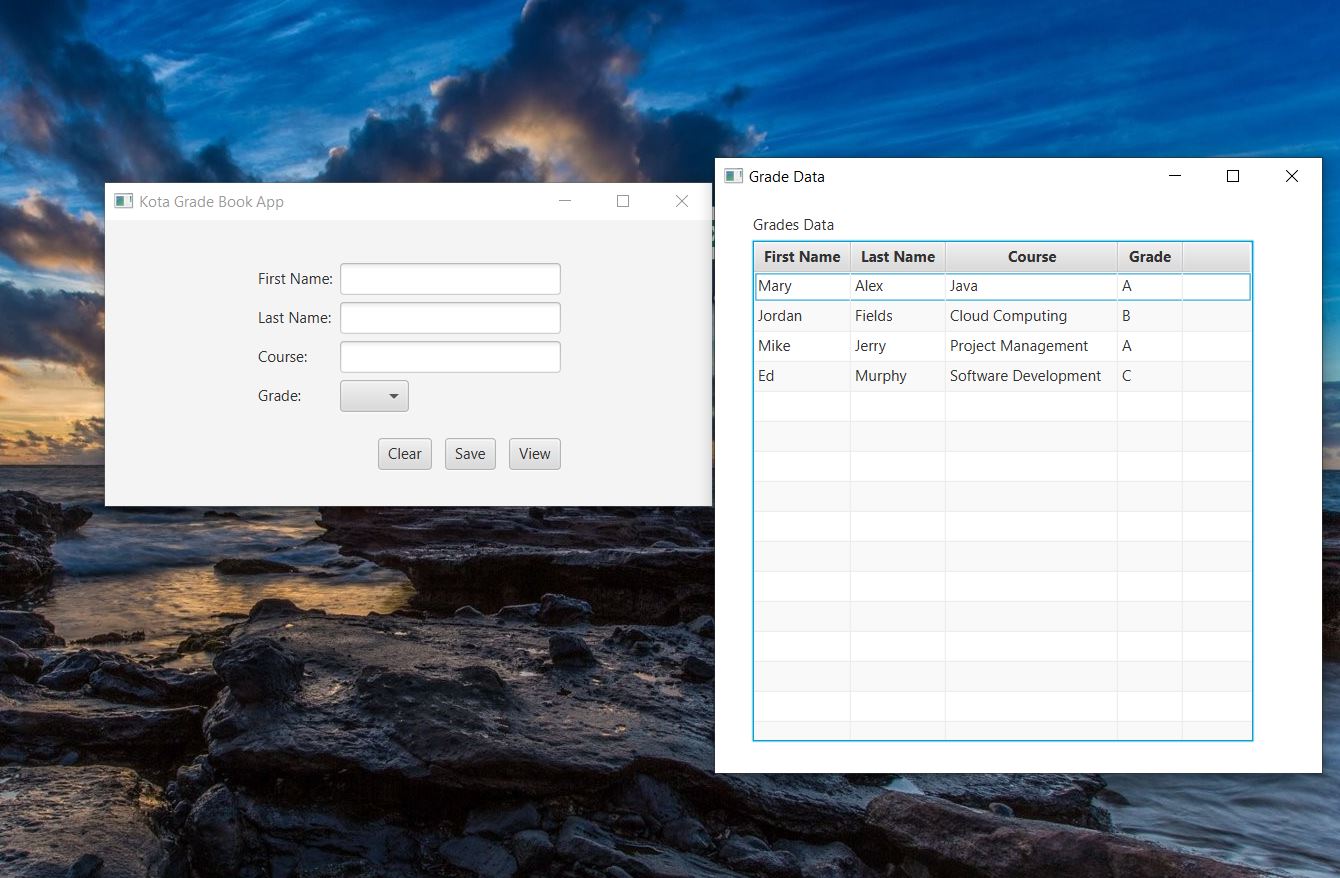 Kota Grade Book App
First Name:
Last Name:
Course:
Grade:
Clear Save View
Grade Data
Grades Data
First Name Last Name Course Grade
Mary Alex Java A
Jordan Fields Cloud Computing B
Mike Jerry Project Management A
Ed Murphy Software Development C